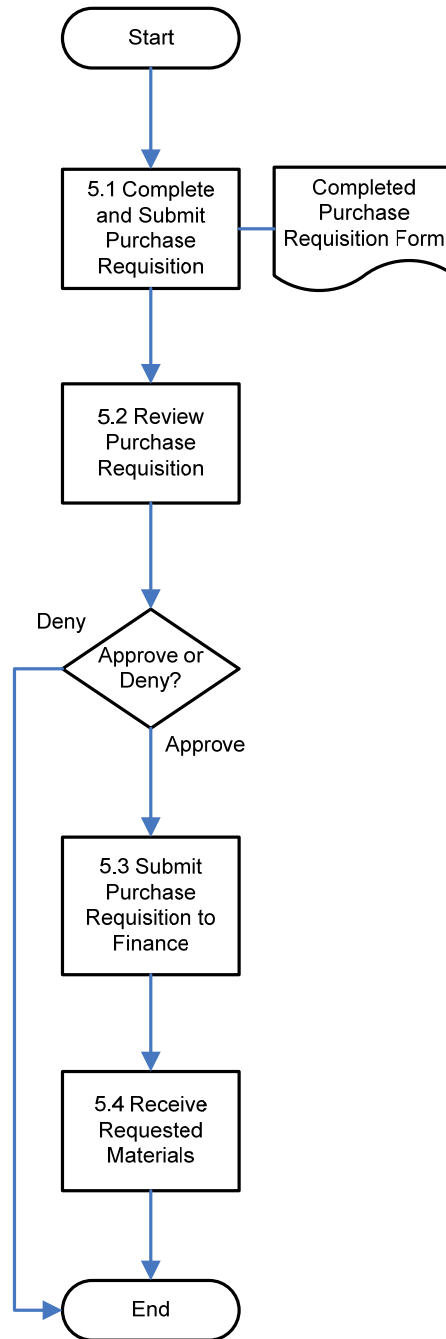 Start
5.1 Complete
and Submit
Purchase
Requisition
Completed
Purchase
Requisition Form
5.2 Review
Purchase
Requisition
Deny
Approve or
Deny?
Approve
5.3 Submit
Purchase
Requisition to
Finance
5.4 Receive
Requested
Materials
End